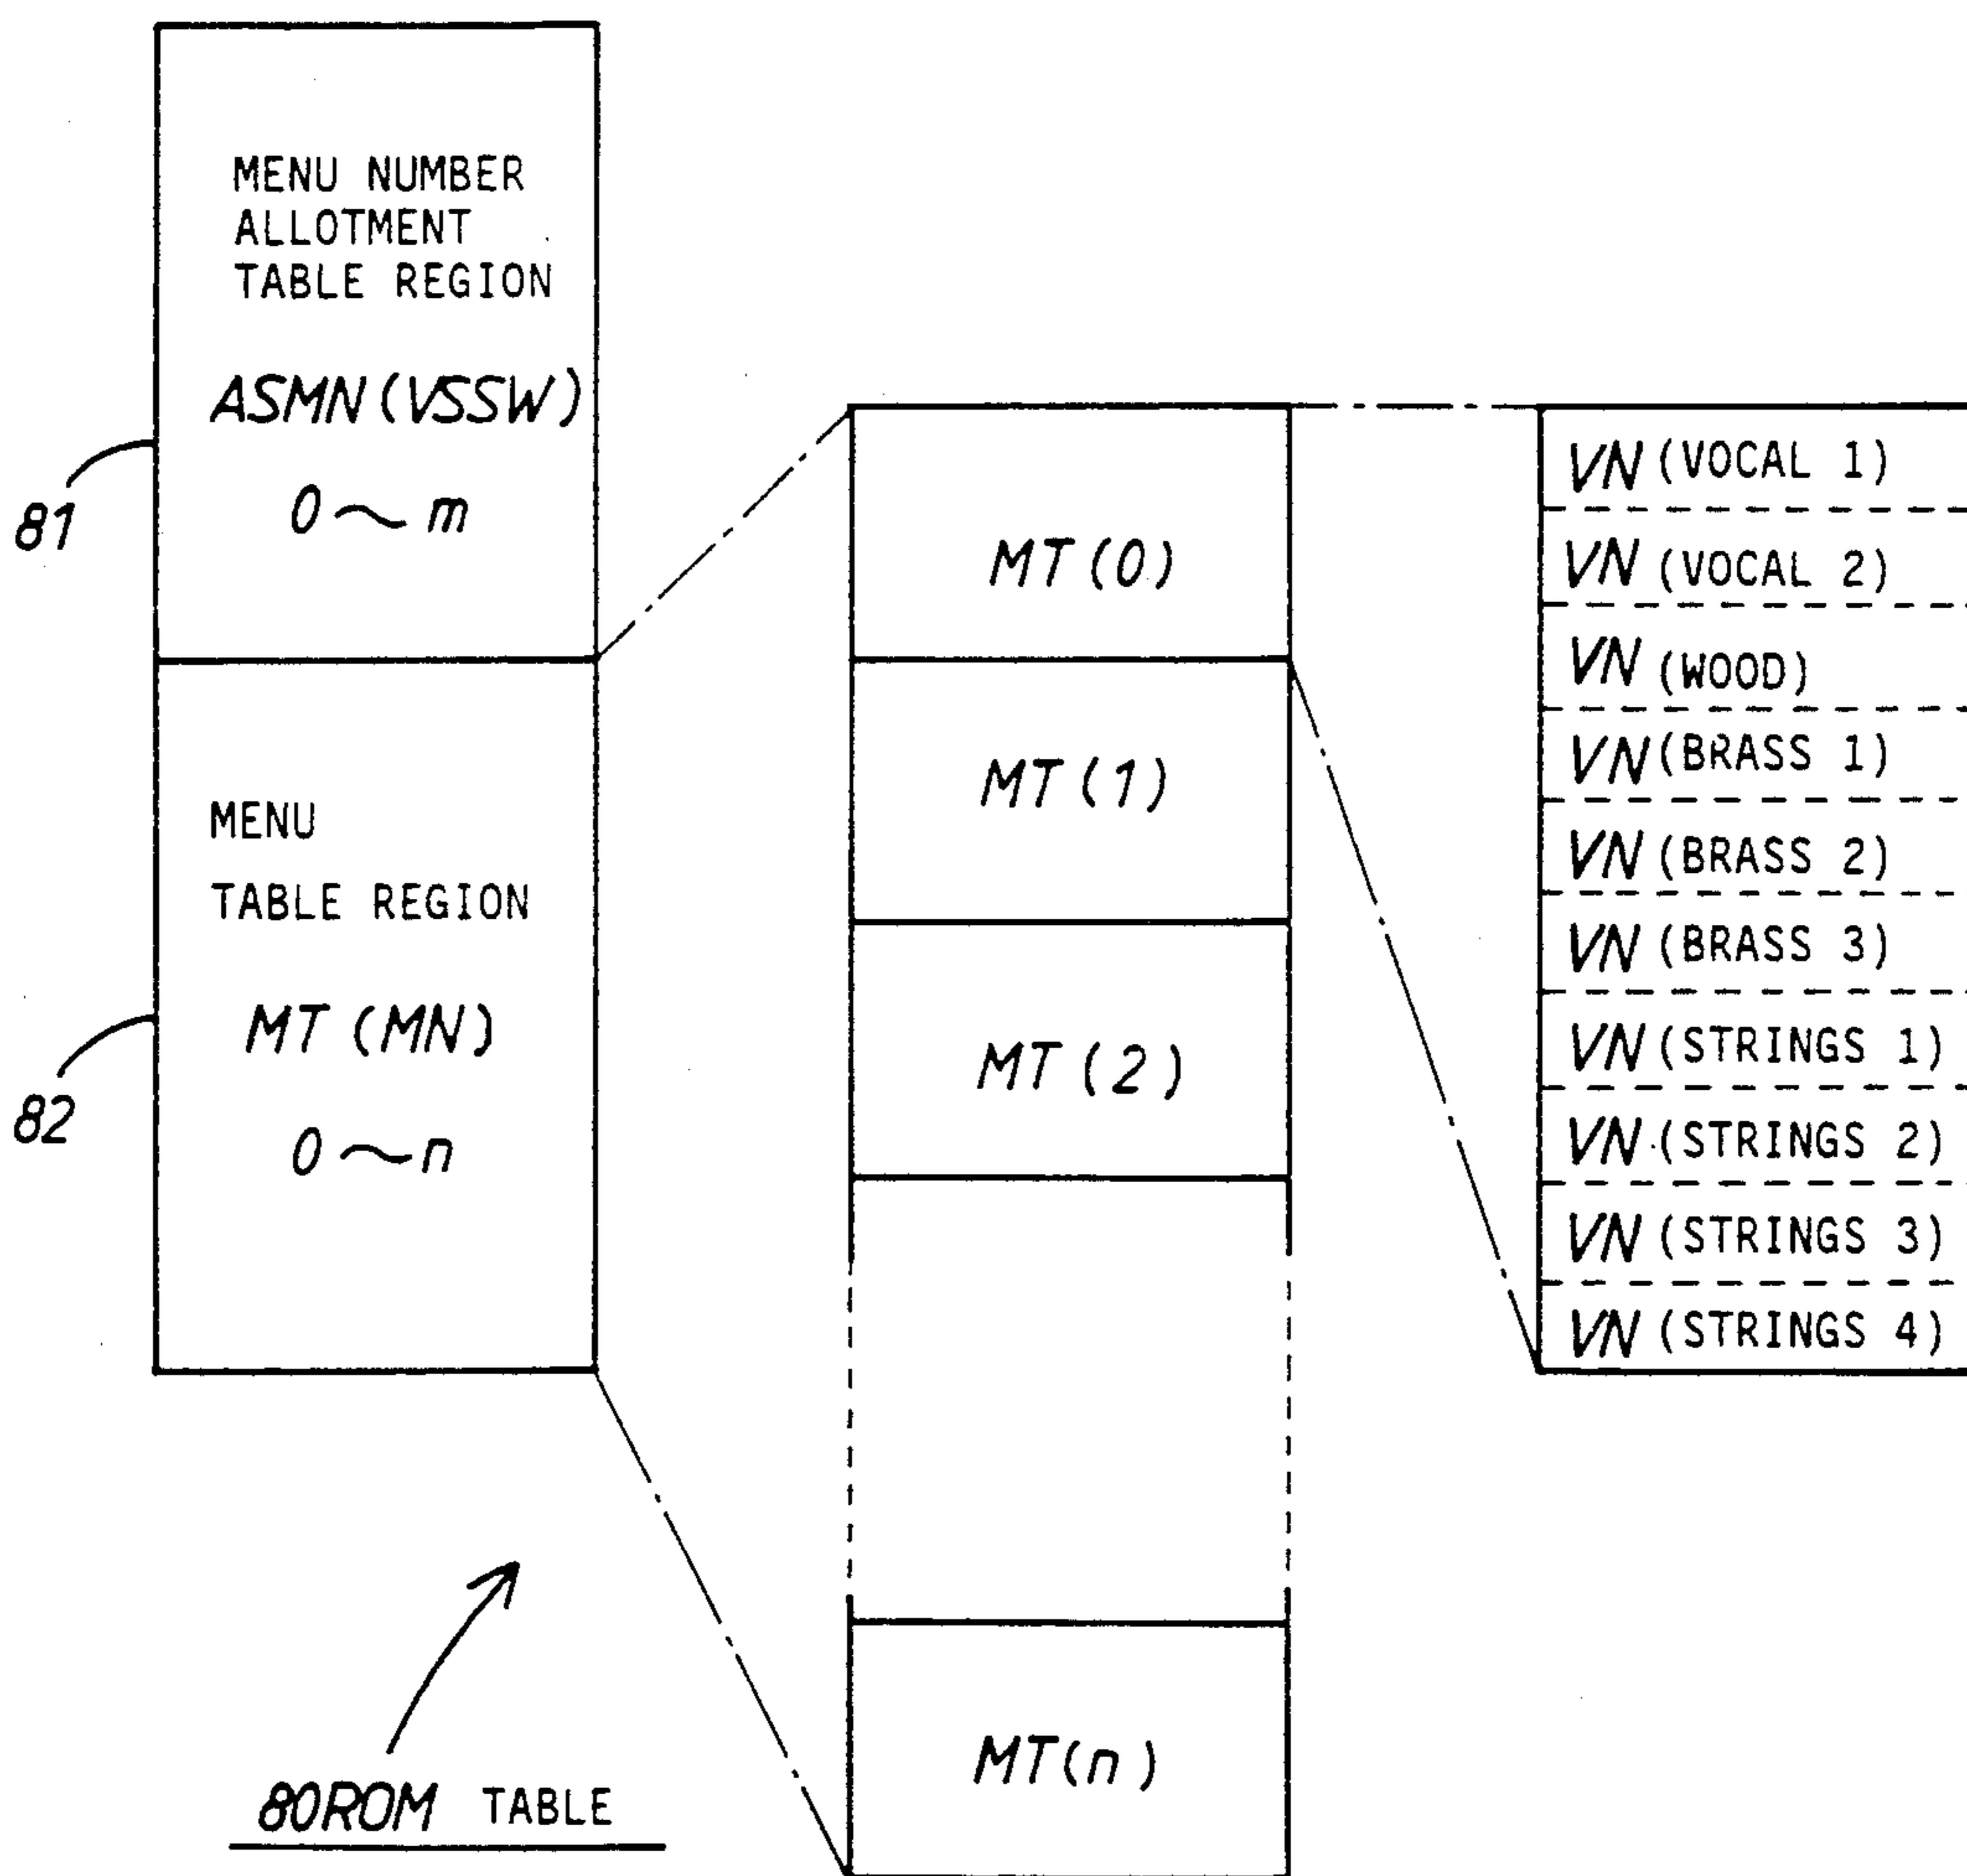 MENU NUMBER
ALLOTMENT
TABLE REGION
ASMN (VSSW)
0 ~ m
81
MENU
TABLE REGION
MT (MN)
0 ~ n
82
80ROM TABLE
MT (0)
MT (1)
MT (2)
MT (n)
VN (VOCAL 1)
VN (VOCAL 2)
VN (WOOD)
VN (BRASS 1)
VN (BRASS 2)
VN (BRASS 3)
VN (STRINGS 1)
VN (STRINGS 2)
VN (STRINGS 3)
VN (STRINGS 4)